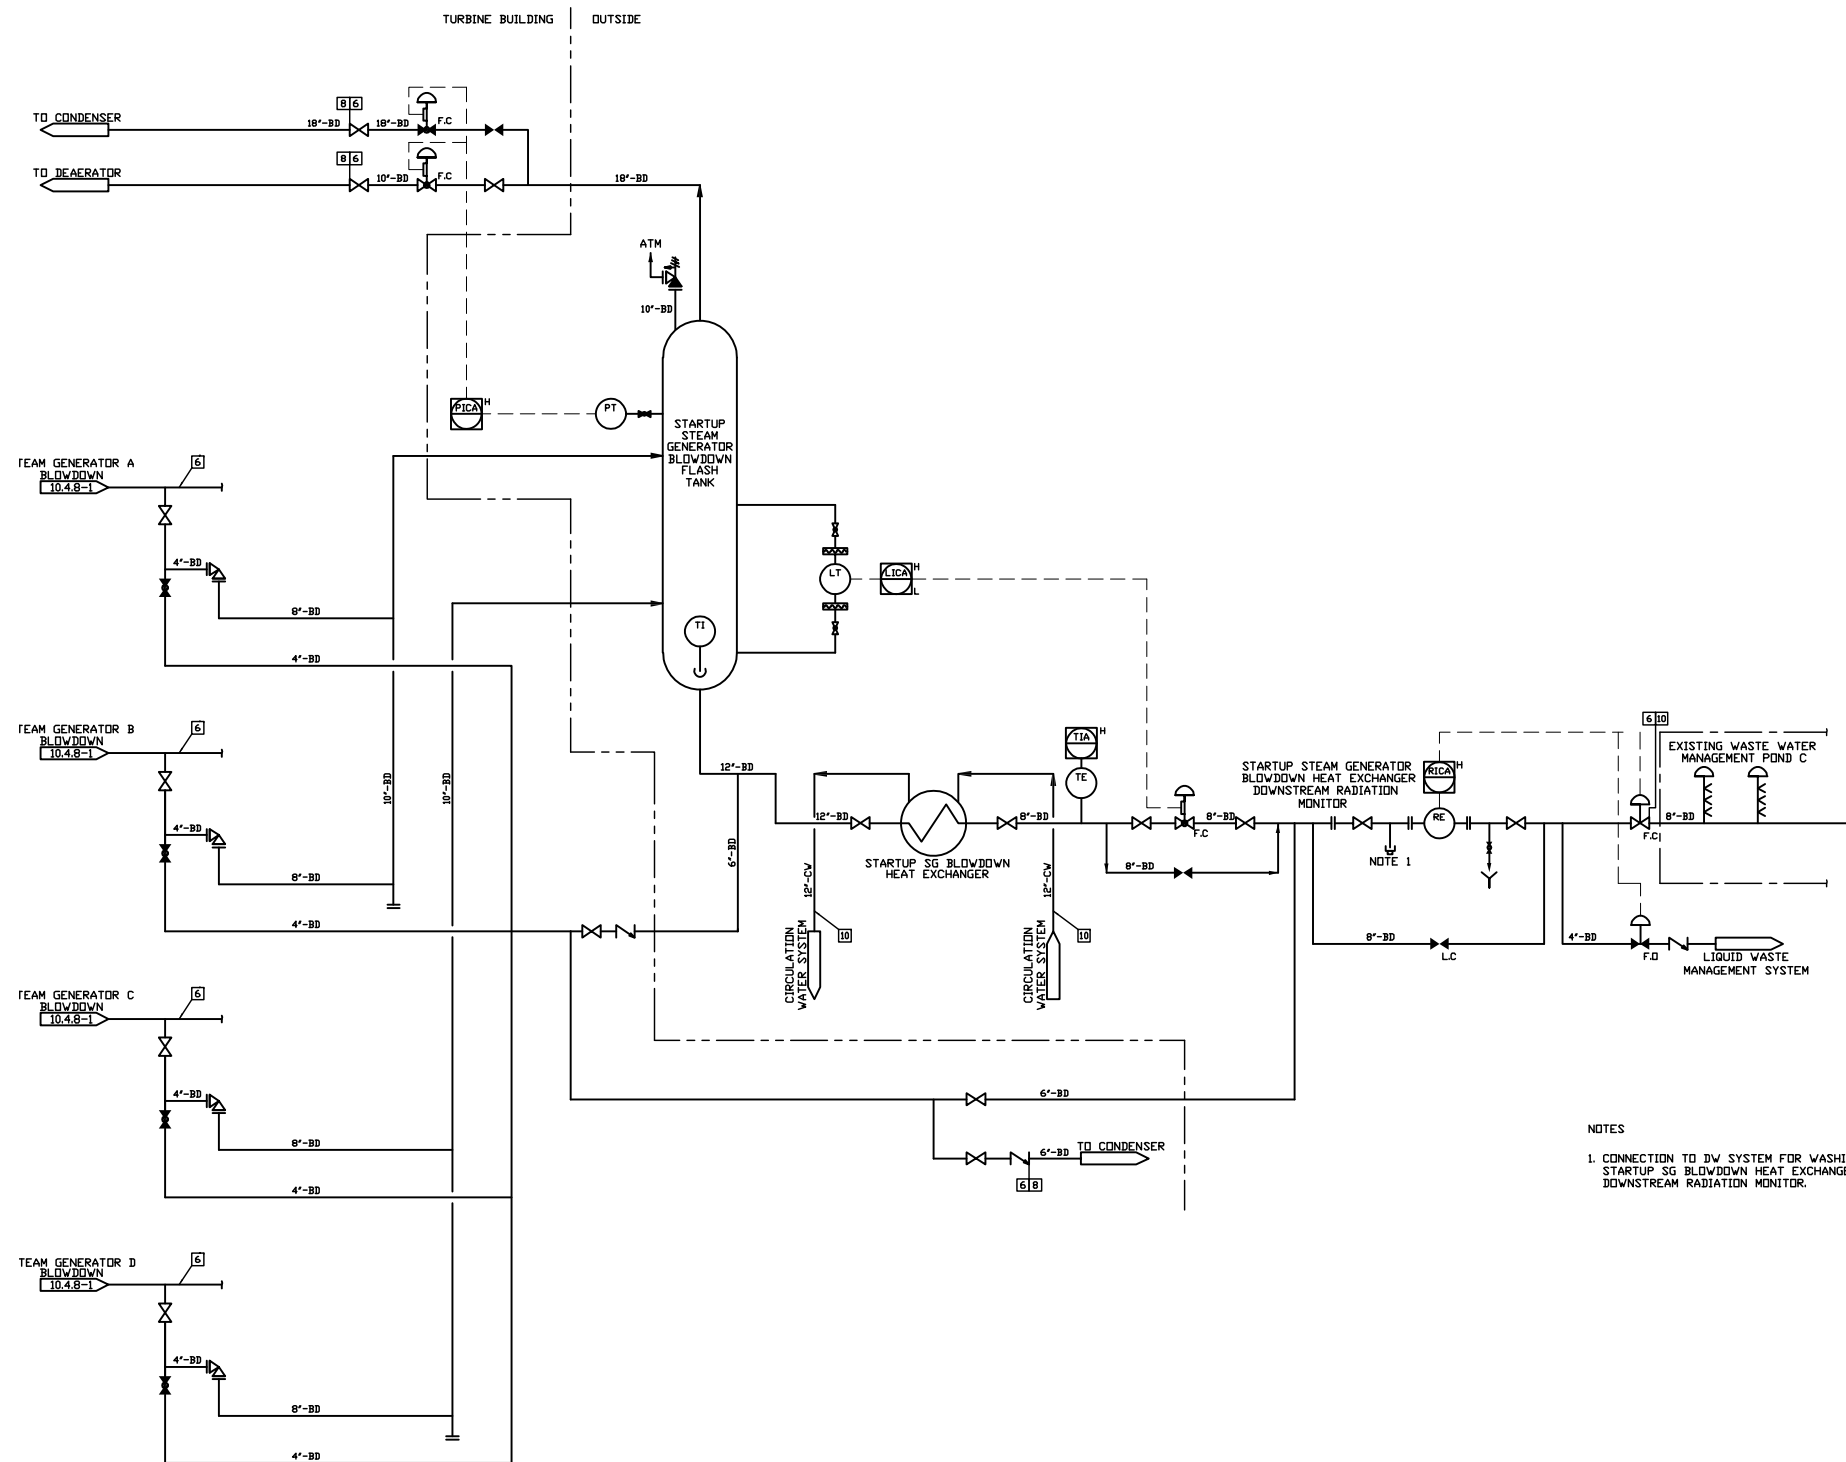 TURBINE BUILDING
OUTSIDE
8 6
TO CONDENSER
18"-BD
18"-BD
F.C
8 6
TO DEAERATOR
10"-BD
F.C
18"-BD
ATM
10"-BD
PICA
H
PT
STARTUP
STEAM
GENERATOR
BLOWDOWN
FLASH
TANK
TEAM GENERATOR A
BLOWDOWN
10.4.8-1
6
4"-BD
8"-BD
4"-BD
LT
LICA
H
L
TI
TEAM GENERATOR B
BLOWDOWN
10.4.8-1
6
4"-BD
8"-BD
4"-BD
10"-BD
10"-BD
12"-BD
6"-BD
12"-BD
STARTUP SG BLOWDOWN
HEAT EXCHANGER
12"-CW
10
CIRCULATION
WATER SYSTEM
12"-CW
10
CIRCULATION
WATER SYSTEM
TIA
H
TE
8"-BD
F.C
8"-BD
8"-BD
STARTUP STEAM GENERATOR
BLOWDOWN HEAT EXCHANGER
DOWNSTREAM RADIATION
MONITOR
RICA
H
RE
NOTE 1
6 10
EXISTING WASTE WATER
MANAGEMENT POND C
F.C
8"-BD
8"-BD
L.C
4"-BD
F.O
LIQUID WASTE
MANAGEMENT SYSTEM
TEAM GENERATOR C
BLOWDOWN
10.4.8-1
6
4"-BD
8"-BD
4"-BD
6"-BD
6"-BD
TO CONDENSER
6 8
NOTES
1. CONNECTION TO DW SYSTEM FOR WASHI
STARTUP SG BLOWDOWN HEAT EXCHANGE
DOWNSTREAM RADIATION MONITOR.
TEAM GENERATOR D
BLOWDOWN
10.4.8-1
6
4"-BD
8"-BD
4"-BD